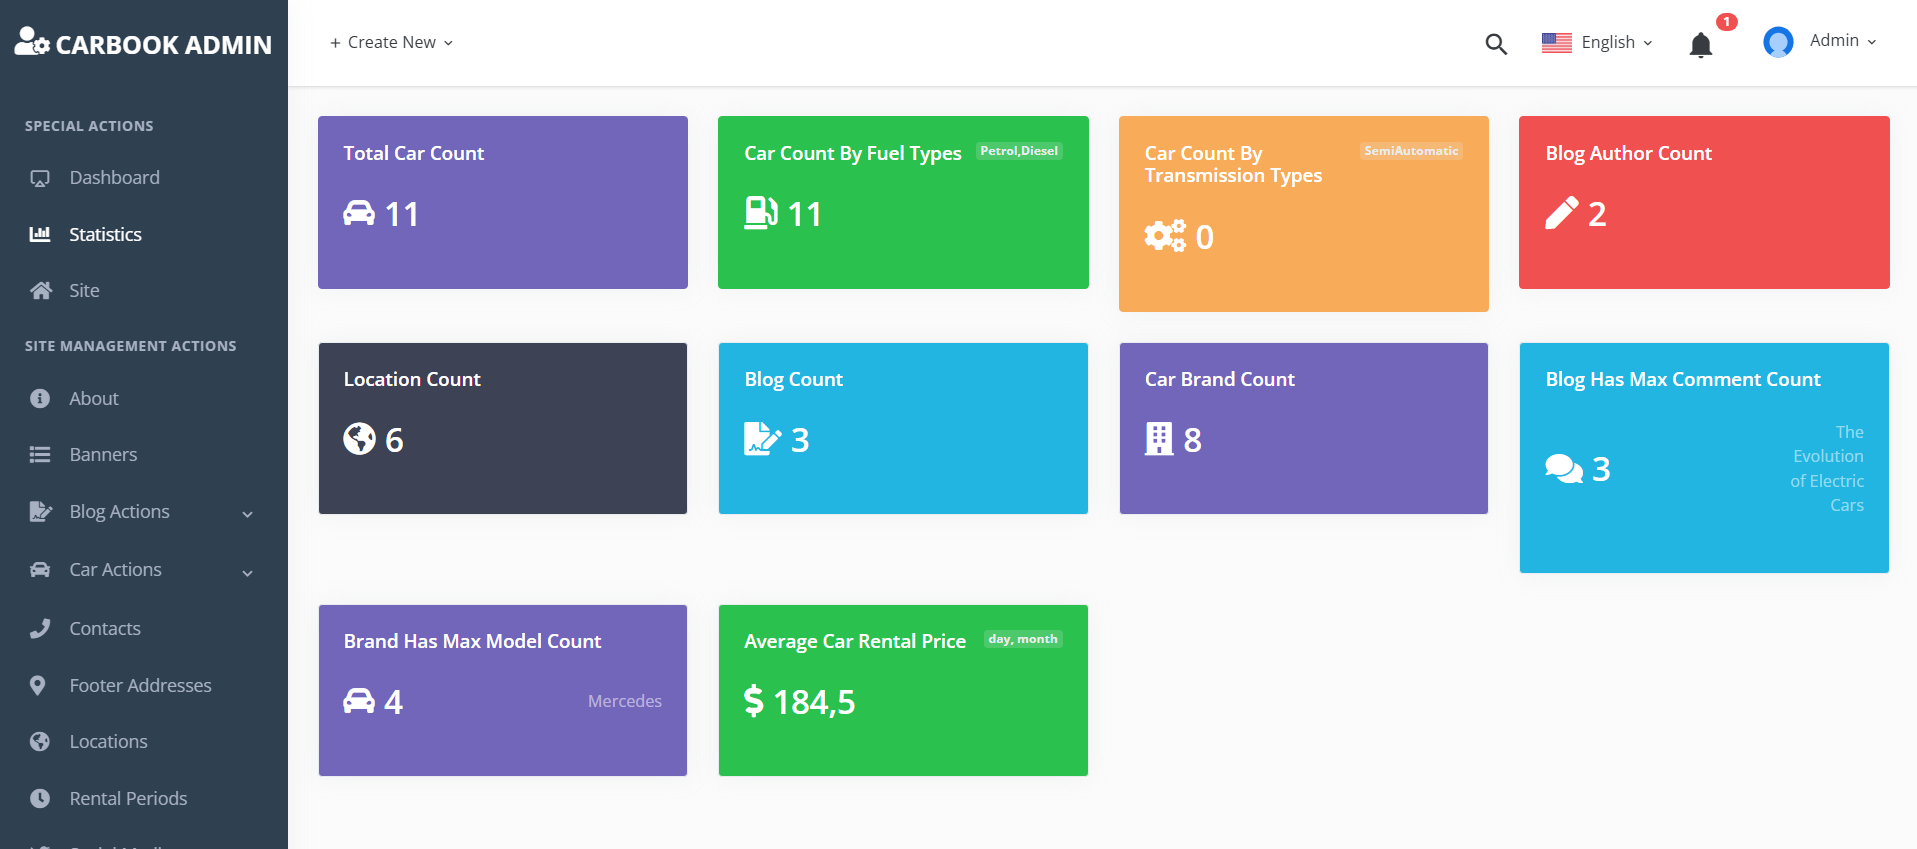 CARBOOK ADMIN
+ Create New
1
English
Admin
SPECIAL ACTIONS
Dashboard
Statistics
Site
SITE MANAGEMENT ACTIONS
About
Banners
Blog Actions
Car Actions
Contacts
Footer Addresses
Locations
Rental Periods
Total Car Count
11
Car Count By Fuel Types
Petrol,Diesel
11
Car Count By
Transmission Types
SemiAutomatic
0
Blog Author Count
2
Location Count
6
Blog Count
3
Car Brand Count
8
Blog Has Max Comment Count
3
The
Evolution
of Electric
Cars
Brand Has Max Model Count
4
Mercedes
Average Car Rental Price
day, month
$ 184,5